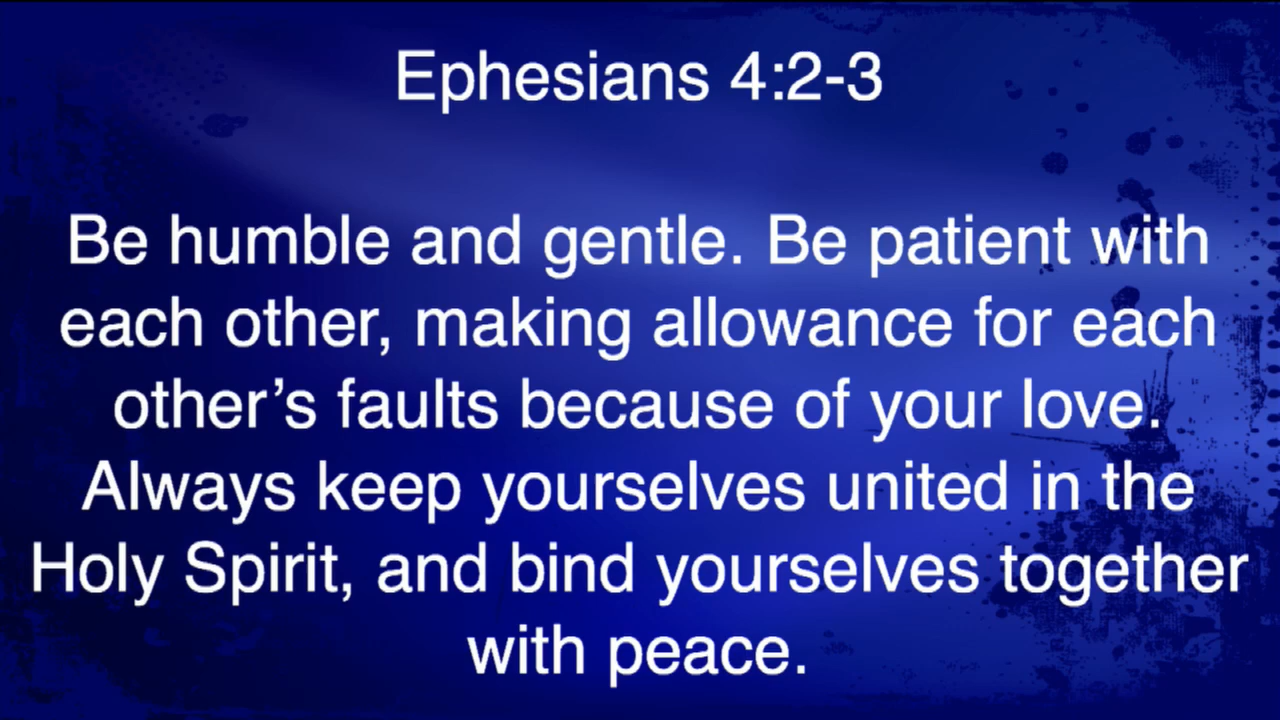 Ephesians 4:2-3
Be humble and gentle. Be patient with
each other, making allowance for each
other’s faults because of your love.
Always keep yourselves united in the
Holy Spirit, and bind yourselves together
with peace.